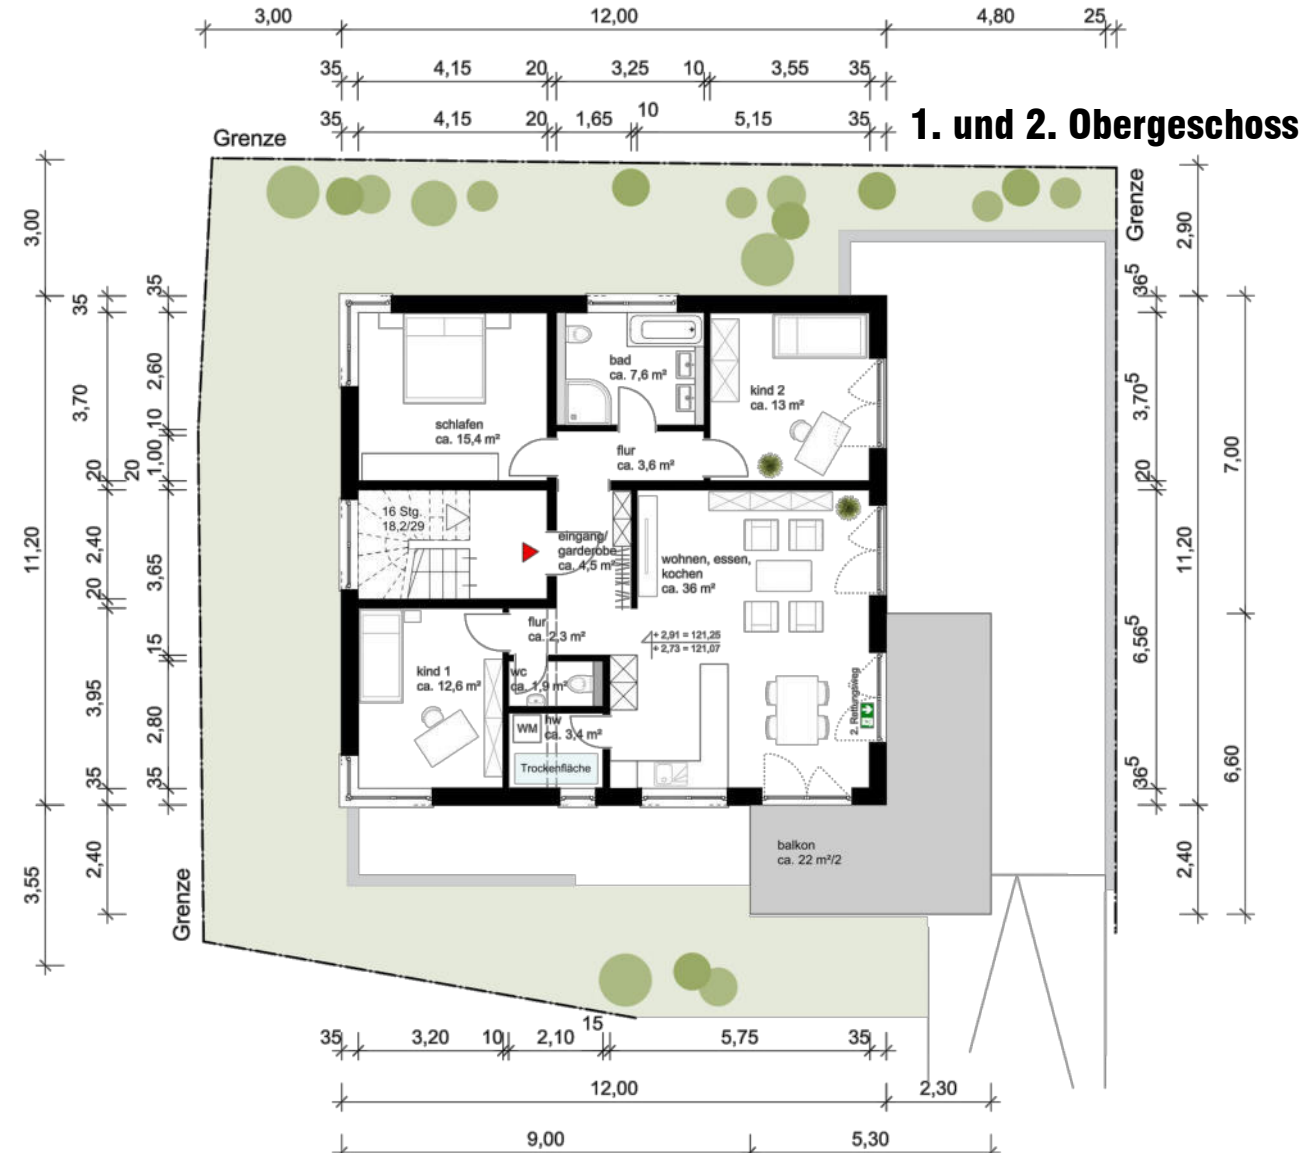 3,00
12,00
4,80
25
35
4,15
20
3,25
10
3,55
35
35
4,15
20
1,65
10
5,15
35
1. und 2. Obergeschoss
Grenze
Grenze
3,00
11,20
3,55
35
3,70
20
2,40
20
3,95
35
2,40
35
2,60
10
1,00
20
3,65
15
2,80
35
Grenze
schlafen
ca. 15,4 m²
bad
ca. 7,6 m²
kind 2
ca. 13 m²
flur
ca. 3,6 m²
16 Stg.
18,2/29
eingang/
garderobe
ca. 4,5 m²
wohnen, essen,
kochen
ca. 36 m²
+ 2,91 = 121,25
+ 2,73 = 121,07
flur
ca. 2,3 m²
kind 1
ca. 12,6 m²
wc
ca. 1,9 m²
WM
hw
ca. 3,4 m²
Trockenfläche
2. Rettungsweg
balkon
ca. 22 m²/2
365
3,705
20
6,565
365
2,90
11,20
2,40
7,00
6,60
35
3,20
10
2,10
15
5,75
35
12,00
2,30
9,00
5,30